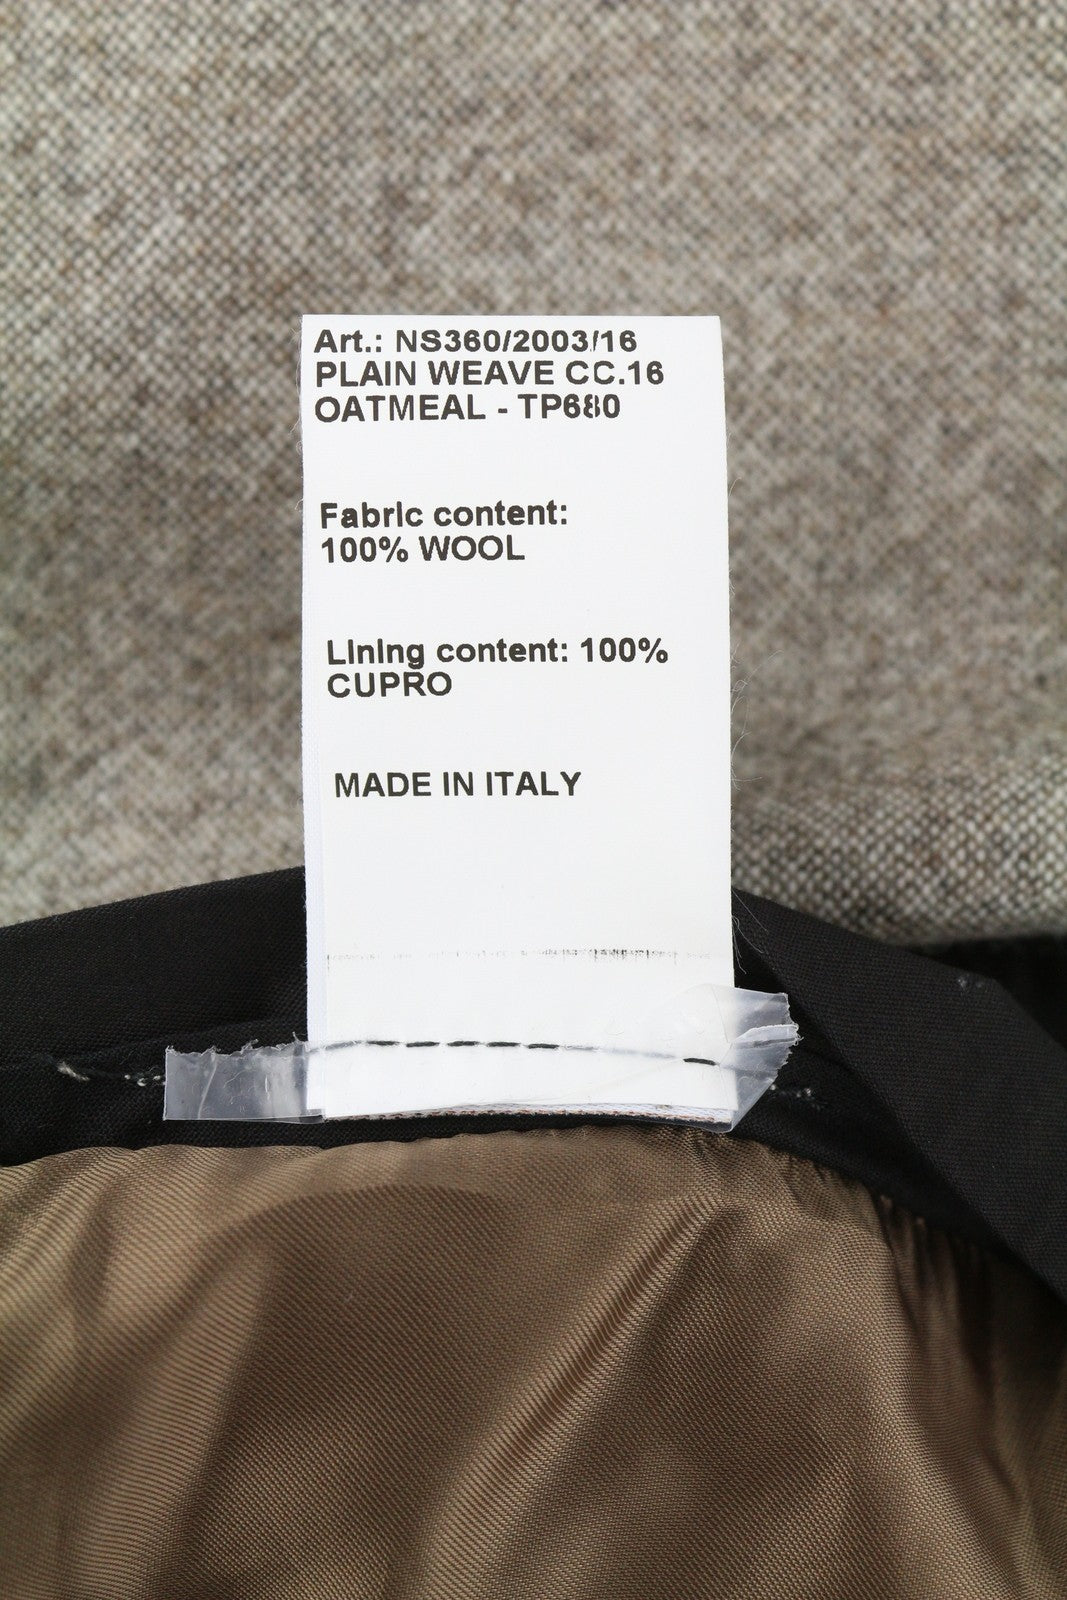 Art.: NS360/2003/16
PLAIN WEAVE CC.16
OATMEAL - TP680
Fabric content:
100% WOOL
Lining content: 100%
CUPRO
MADE IN ITALY